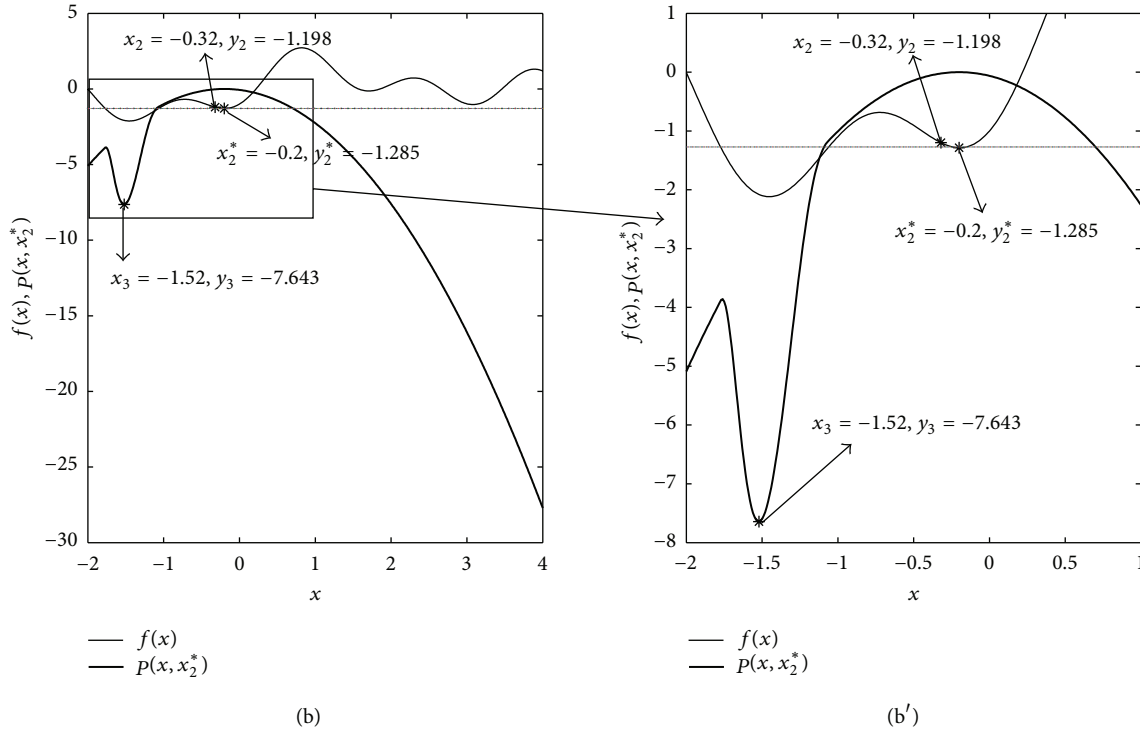 5
0
−5
−10
−15
−20
−25
−30
−2
−1
0
1
2
3
4
x
f(x), P(x, x₂*)
x₂ = −0.32, y₂ = −1.198
x₂* = −0.2, y₂* = −1.285
x₃ = −1.52, y₃ = −7.643
f(x)
P(x, x₂*)
(b)
1
0
−1
−2
−3
−4
−5
−6
−7
−8
−2
−1.5
−1
−0.5
0
0.5
1
x
f(x), P(x, x₂*)
x₂ = −0.32, y₂ = −1.198
x₂* = −0.2, y₂* = −1.285
x₃ = −1.52, y₃ = −7.643
f(x)
P(x, x₂*)
(b′)